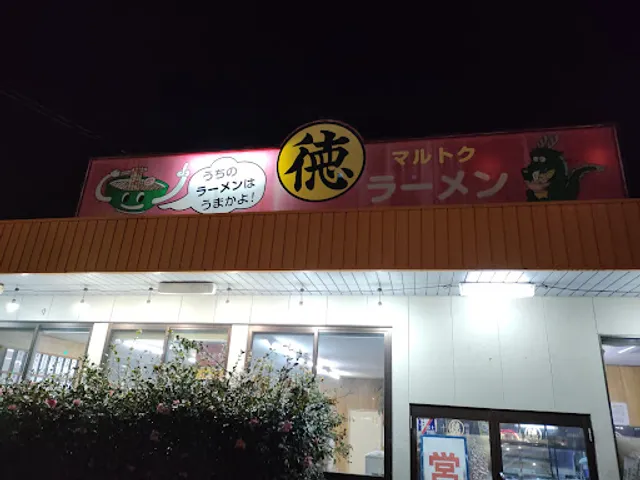 うちの
ラーメンは
うまかよ!
徳
マルトク
ラーメン
営